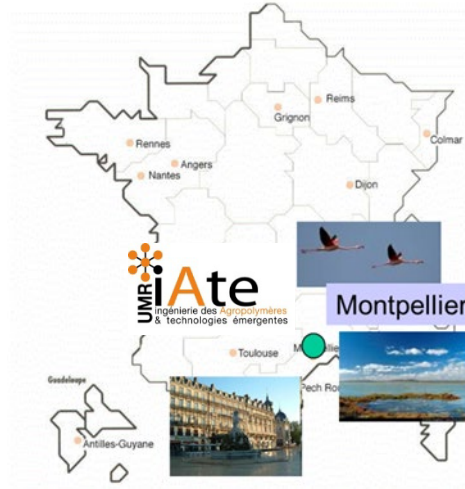 Reims
Grignon
Colmar
Rennes
Angers
Nantes
Dijon
UMR
iAte
ingénierie des Agropolymères
& technologies émergentes
Montpellier
Toulouse
Pech
Guadeloupe
Antilles-Guyane